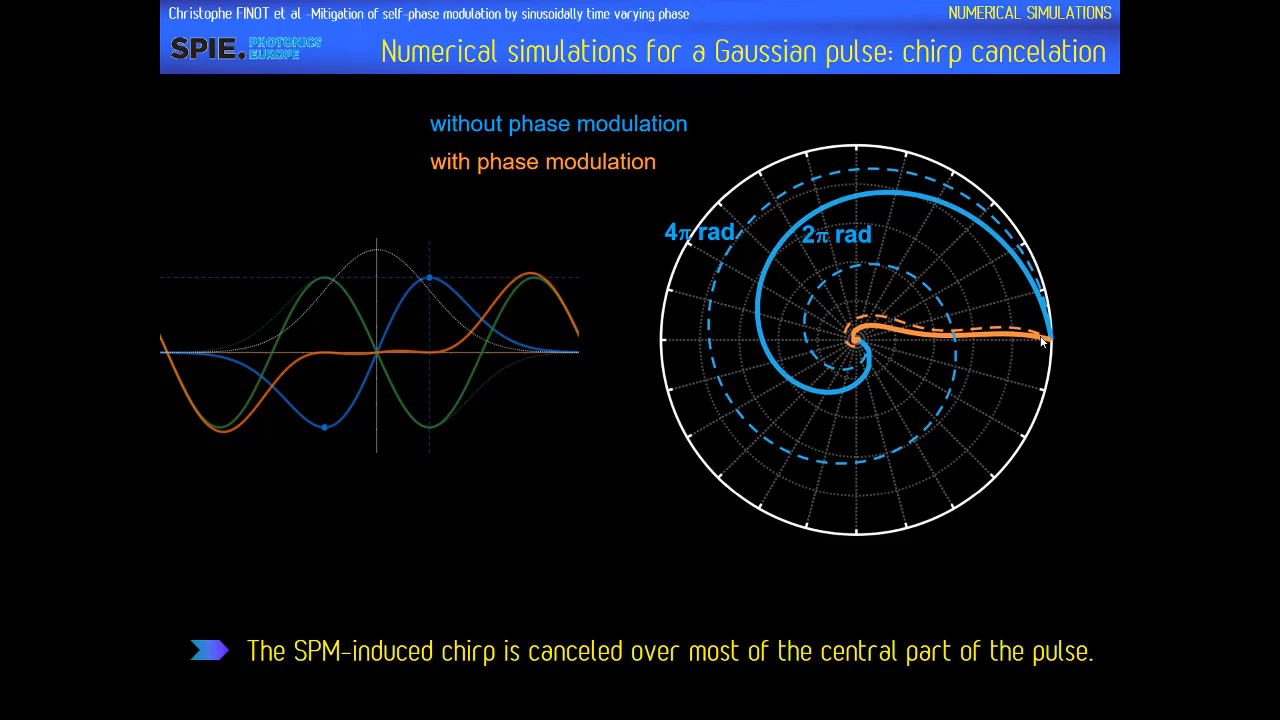 Christophe FINOT et al -Mitigation of self-phase modulation by sinusoidally time varying phase
NUMERICAL SIMULATIONS
SPIE. PHOTONICS
EUROPE
Numerical simulations for a Gaussian pulse: chirp cancelation
without phase modulation
with phase modulation
4π rad
2π rad
The SPM-induced chirp is canceled over most of the central part of the pulse.